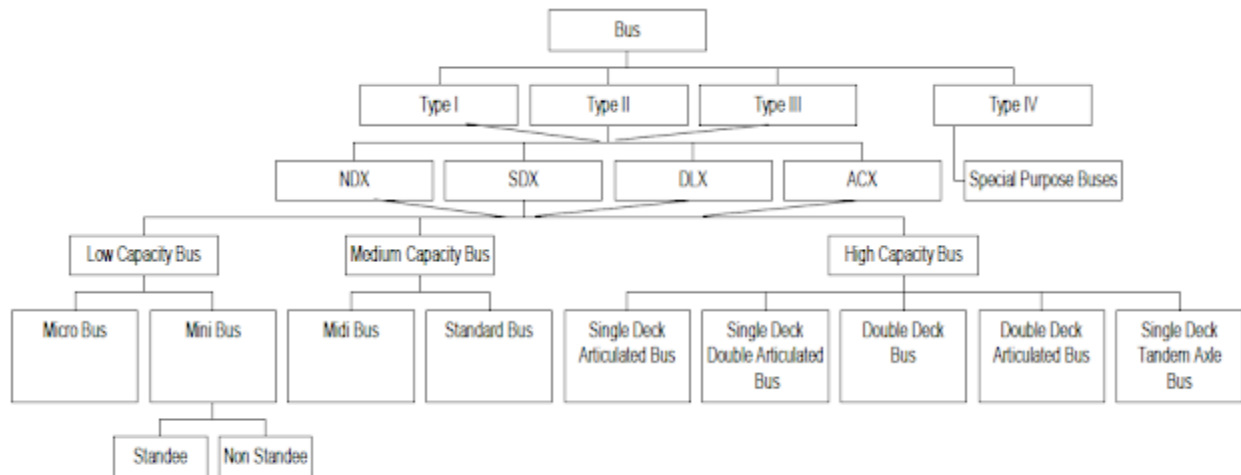 Bus
Type I
Type II
Type III
Type IV
NDX
SDX
DLX
ACX
Special Purpose Buses
Low Capacity Bus
Medium Capacity Bus
High Capacity Bus
Micro Bus
Mini Bus
Midi Bus
Standard Bus
Single Deck
Articulated Bus
Single Deck
Double Articulated
Bus
Double Deck
Bus
Double Deck
Articulated Bus
Single Deck
Tandem Axle
Bus
Standee
Non Standee